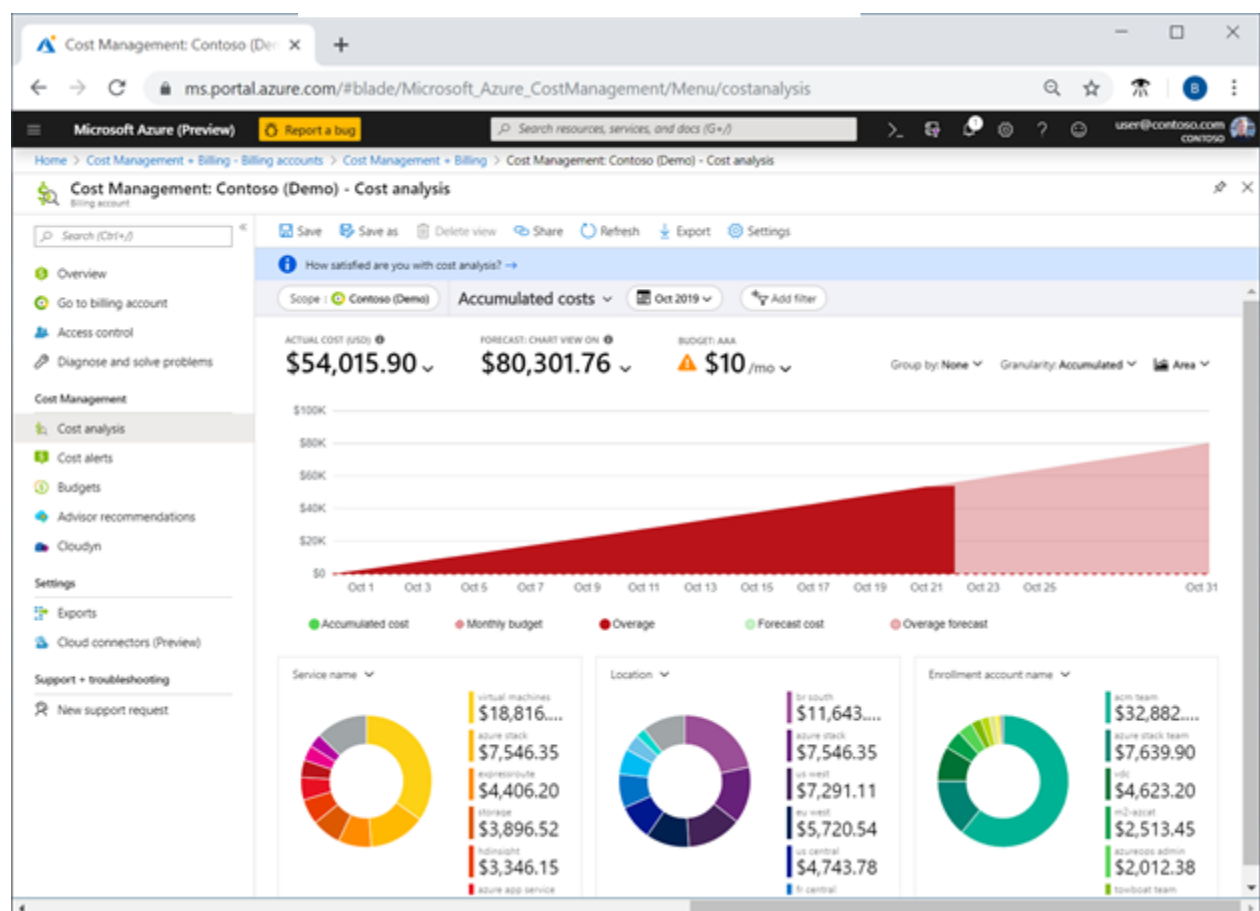 Cost Management: Contoso (Der
ms.portal.azure.com/#blade/Microsoft_Azure_CostManagement/Menu/costanalysis
B
Microsoft Azure (Preview)
Report a bug
Search resources, services, and docs (G+/)
1
user@contoso.com
CONTOSO
Home > Cost Management + Billing - Billing accounts > Cost Management + Billing > Cost Management: Contoso (Demo) - Cost analysis
Cost Management: Contoso (Demo) - Cost analysis
Billing account
Search (Ctrl+/)
Overview
Go to billing account
Access control
Diagnose and solve problems
Cost Management
Cost analysis
Cost alerts
Budgets
Advisor recommendations
Cloudyn
Settings
Exports
Cloud connectors (Preview)
Support + troubleshooting
New support request
Save Save as Delete view Share Refresh Export Settings
How satisfied are you with cost analysis? →
Scope : Contoso (Demo) Accumulated costs Oct 2019 Add filter
ACTUAL COST (USD) FORECAST: CHART VIEW ON BUDGET: AAA
$54,015.90 $80,301.76 $10 /mo
Group by: None Granularity: Accumulated Area
$100K
$80K
$60K
$40K
$20K
$0
Oct 1 Oct 3 Oct 5 Oct 7 Oct 9 Oct 11 Oct 13 Oct 15 Oct 17 Oct 19 Oct 21 Oct 23 Oct 25 Oct 31
Accumulated cost Monthly budget Overage Forecast cost Overage forecast
Service name
virtual machines
$18,816....
azure stack
$7,546.35
expressroute
$4,406.20
storage
$3,896.52
hdinsight
$3,346.15
azure app service
Location
br south
$11,643....
azure stack
$7,546.35
us west
$7,291.11
eu west
$5,720.54
us central
$4,743.78
fr central
Enrollment account name
acm team
$32,882....
azure stack team
$7,639.90
vdc
$4,623.20
m2-azcat
$2,513.45
azureops admin
$2,012.38
towboat team